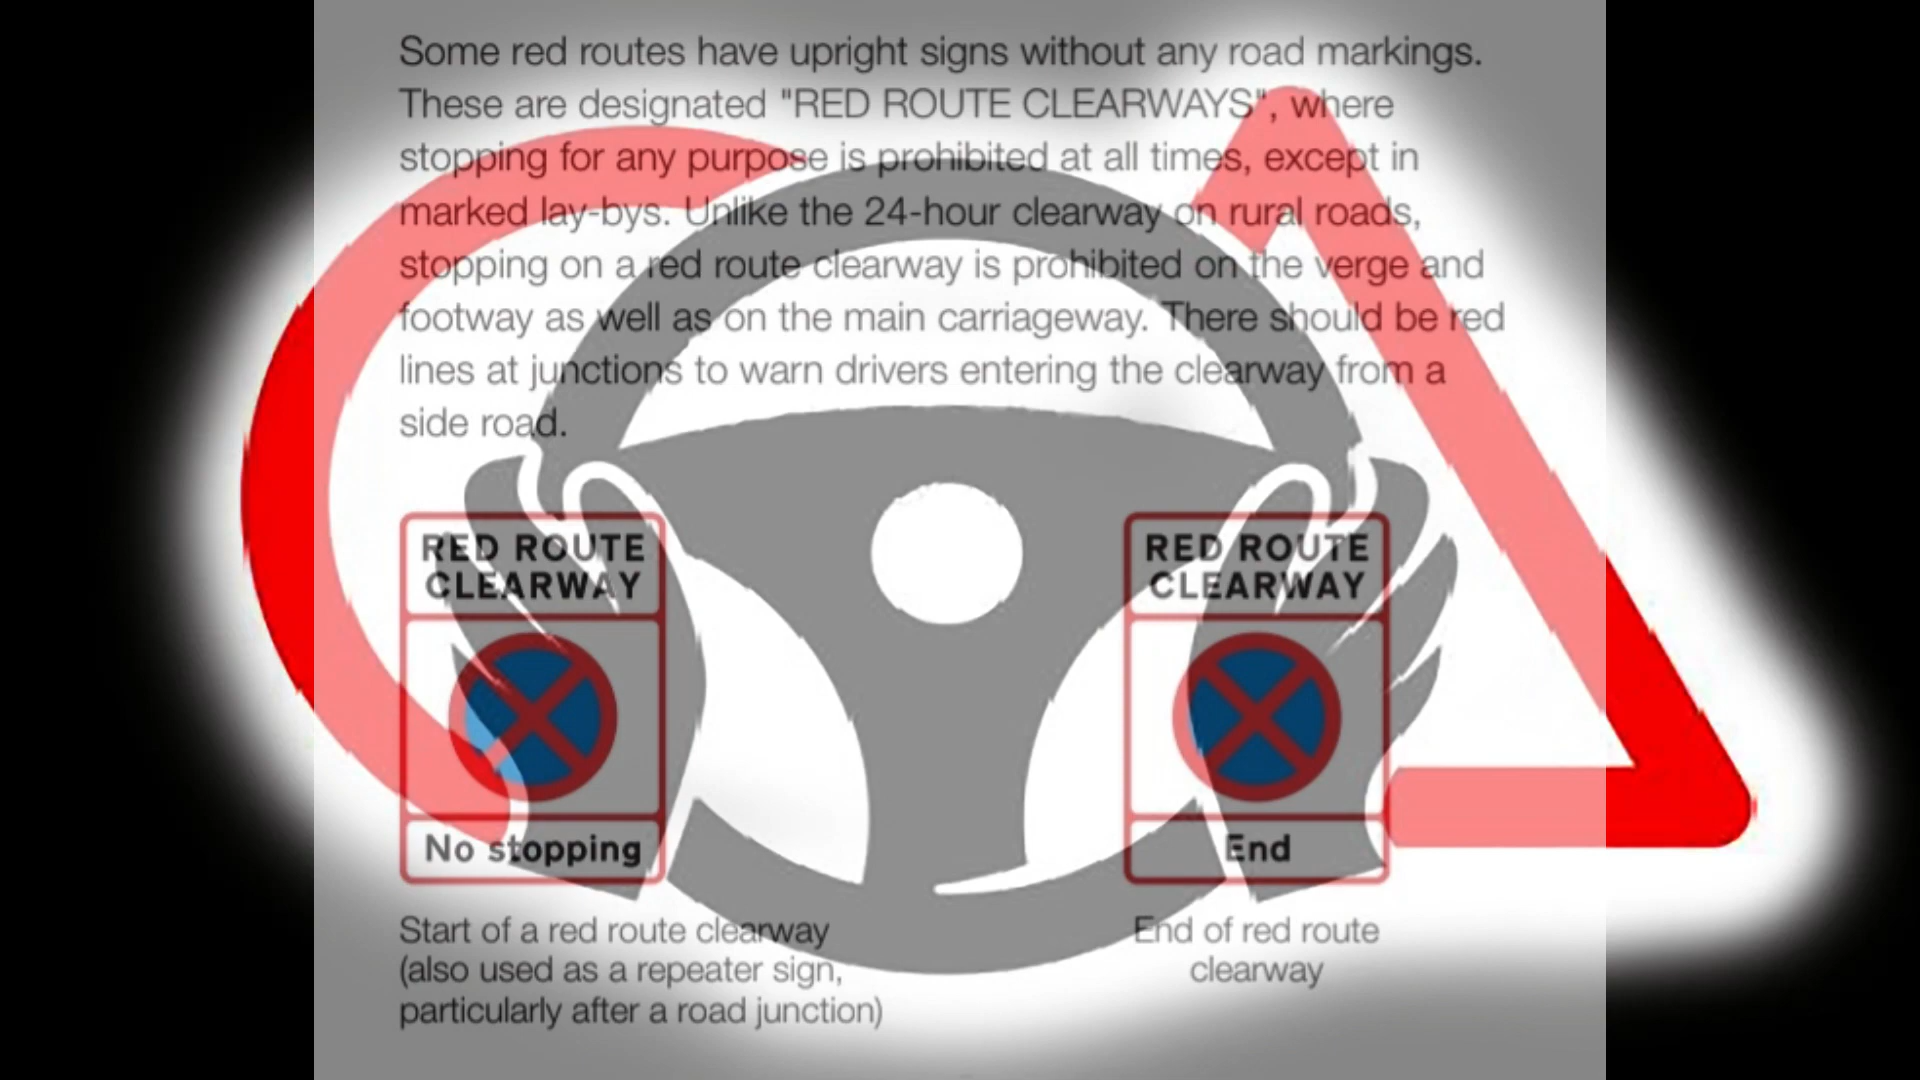 Some red routes have upright signs without any road markings.
These are designated "RED ROUTE CLEARWAYS", where
stopping for any purpose is prohibited at all times, except in
marked lay-bys. Unlike the 24-hour clearway on rural roads,
stopping on a red route clearway is prohibited on the verge and
footway as well as on the main carriageway. There should be red
lines at junctions to warn drivers entering the clearway from a
side road.
RED ROUTE
CLEARWAY
No stopping
RED ROUTE
CLEARWAY
End
Start of a red route clearway
(also used as a repeater sign,
particularly after a road junction)
End of red route
clearway